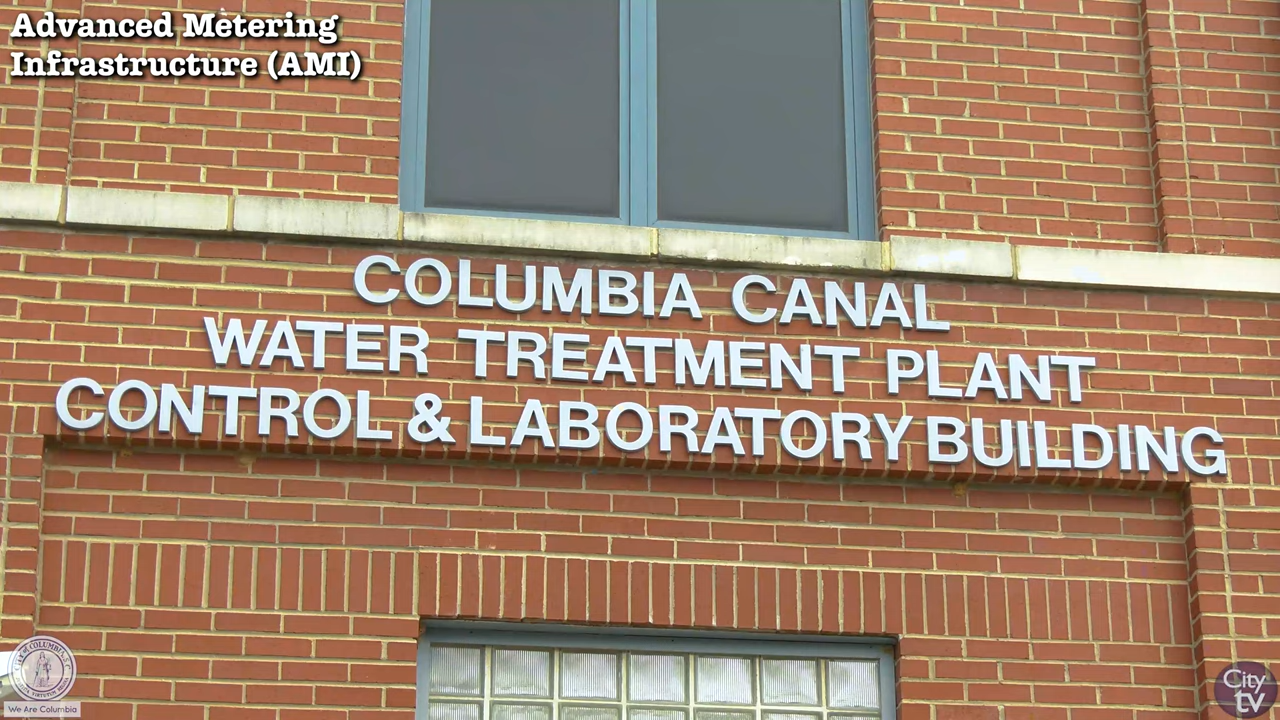 Advanced Metering
Infrastructure (AMI)
COLUMBIA CANAL
WATER TREATMENT PLANT
CONTROL & LABORATORY BUILDING
We Are Columbia
City
tv